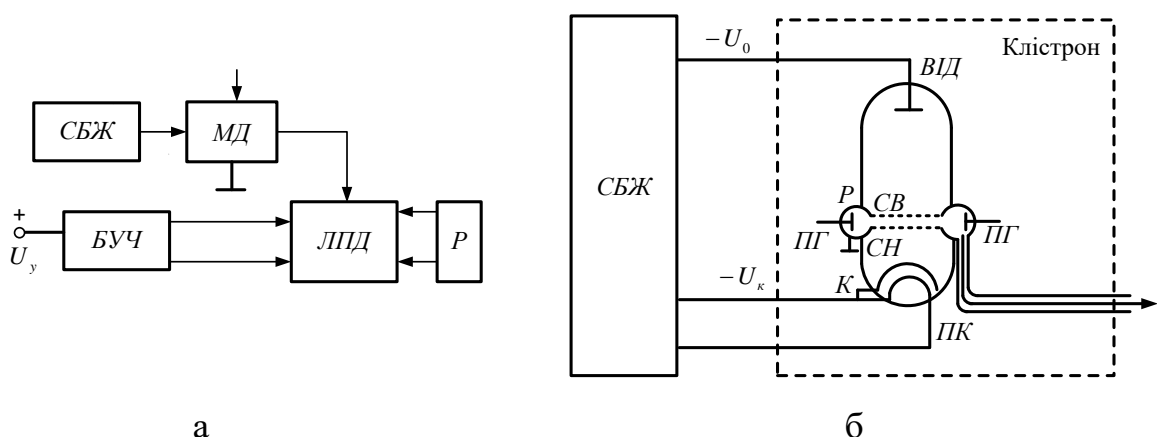 СБЖ
МД
БУЧ
ЛПД
Р
+
U_у
а
СБЖ
–U_0
Клістрон
ВІД
Р
СВ
ПГ
СН
ПГ
–U_к
К
ПК
б